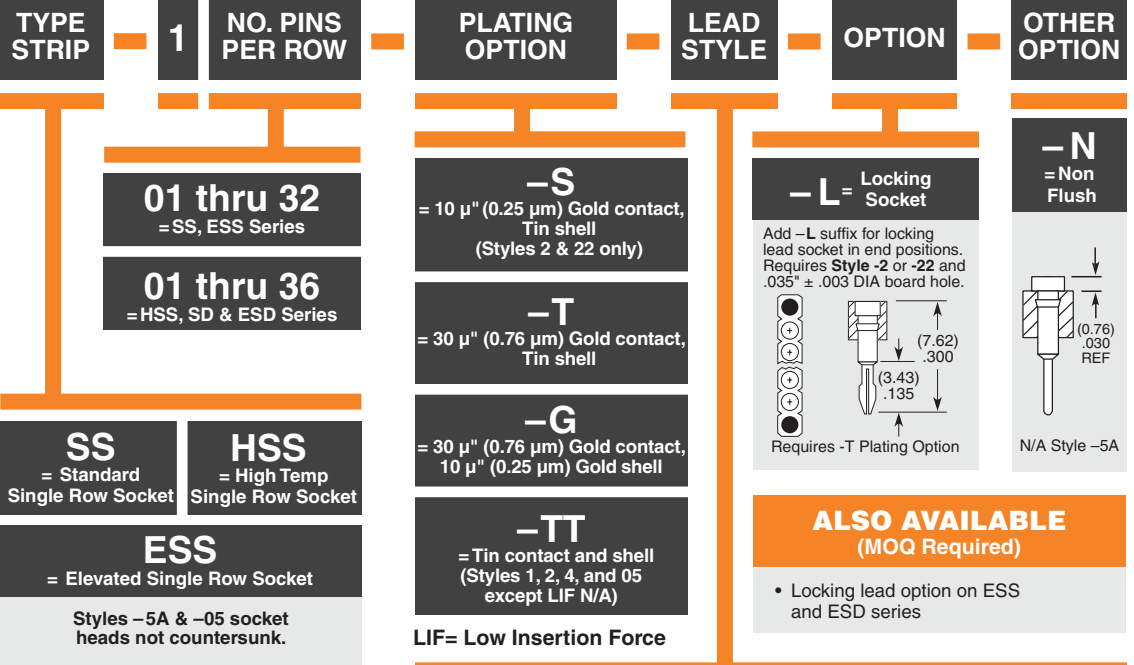 TYPE
STRIP
1
NO. PINS
PER ROW
PLATING
OPTION
LEAD
STYLE
OPTION
OTHER
OPTION
01 thru 32
=SS, ESS Series
01 thru 36
=HSS, SD & ESD Series
SS
= Standard
Single Row Socket
HSS
= High Temp
Single Row Socket
ESS
= Elevated Single Row Socket
Styles –5A & –05 socket
heads not countersunk.
–S
= 10 µ" (0.25 µm) Gold contact,
Tin shell
(Styles 2 & 22 only)
–T
= 30 µ" (0.76 µm) Gold contact,
Tin shell
–G
= 30 µ" (0.76 µm) Gold contact,
10 µ" (0.25 µm) Gold shell
–TT
=Tin contact and shell
(Styles 1, 2, 4, and 05
except LIF N/A)
LIF= Low Insertion Force
–L= Locking
Socket
Add –L suffix for locking
lead socket in end positions.
Requires Style -2 or -22 and
.035" ± .003 DIA board hole.
(7.62)
.300
(3.43)
.135
Requires -T Plating Option
–N
=Non
Flush
(0.76)
.030
REF
N/A Style –5A
ALSO AVAILABLE
(MOQ Required)
• Locking lead option on ESS
and ESD series